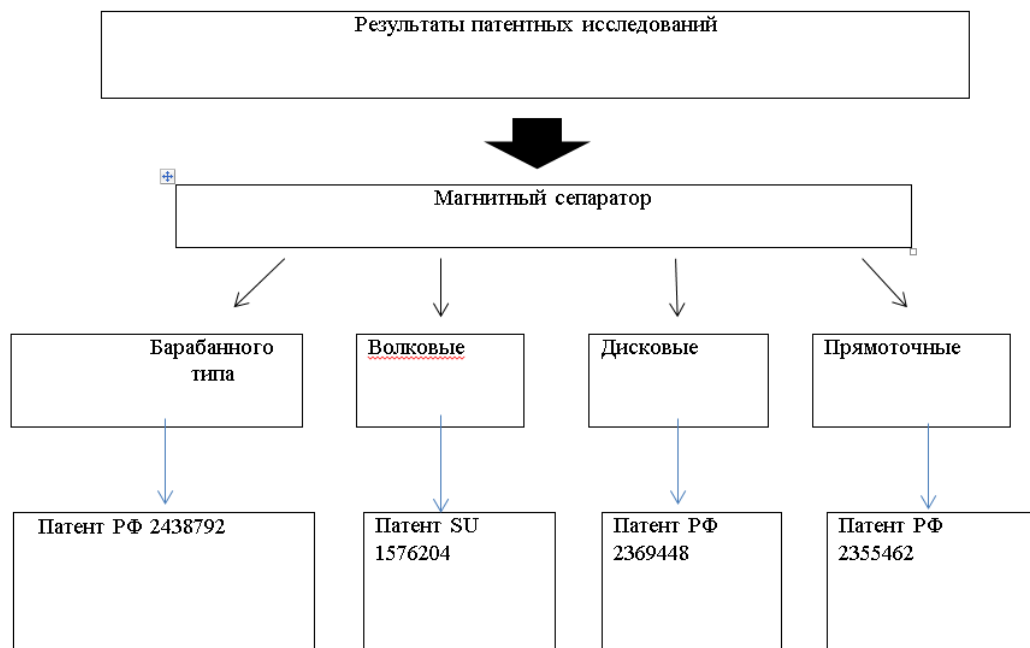 Результаты патентных исследований
Магнитный сепаратор
Барабанного
типа
Волковые
Дисковые
Прямоточные
Патент РФ 2438792
Патент SU
1576204
Патент РФ
2369448
Патент РФ
2355462